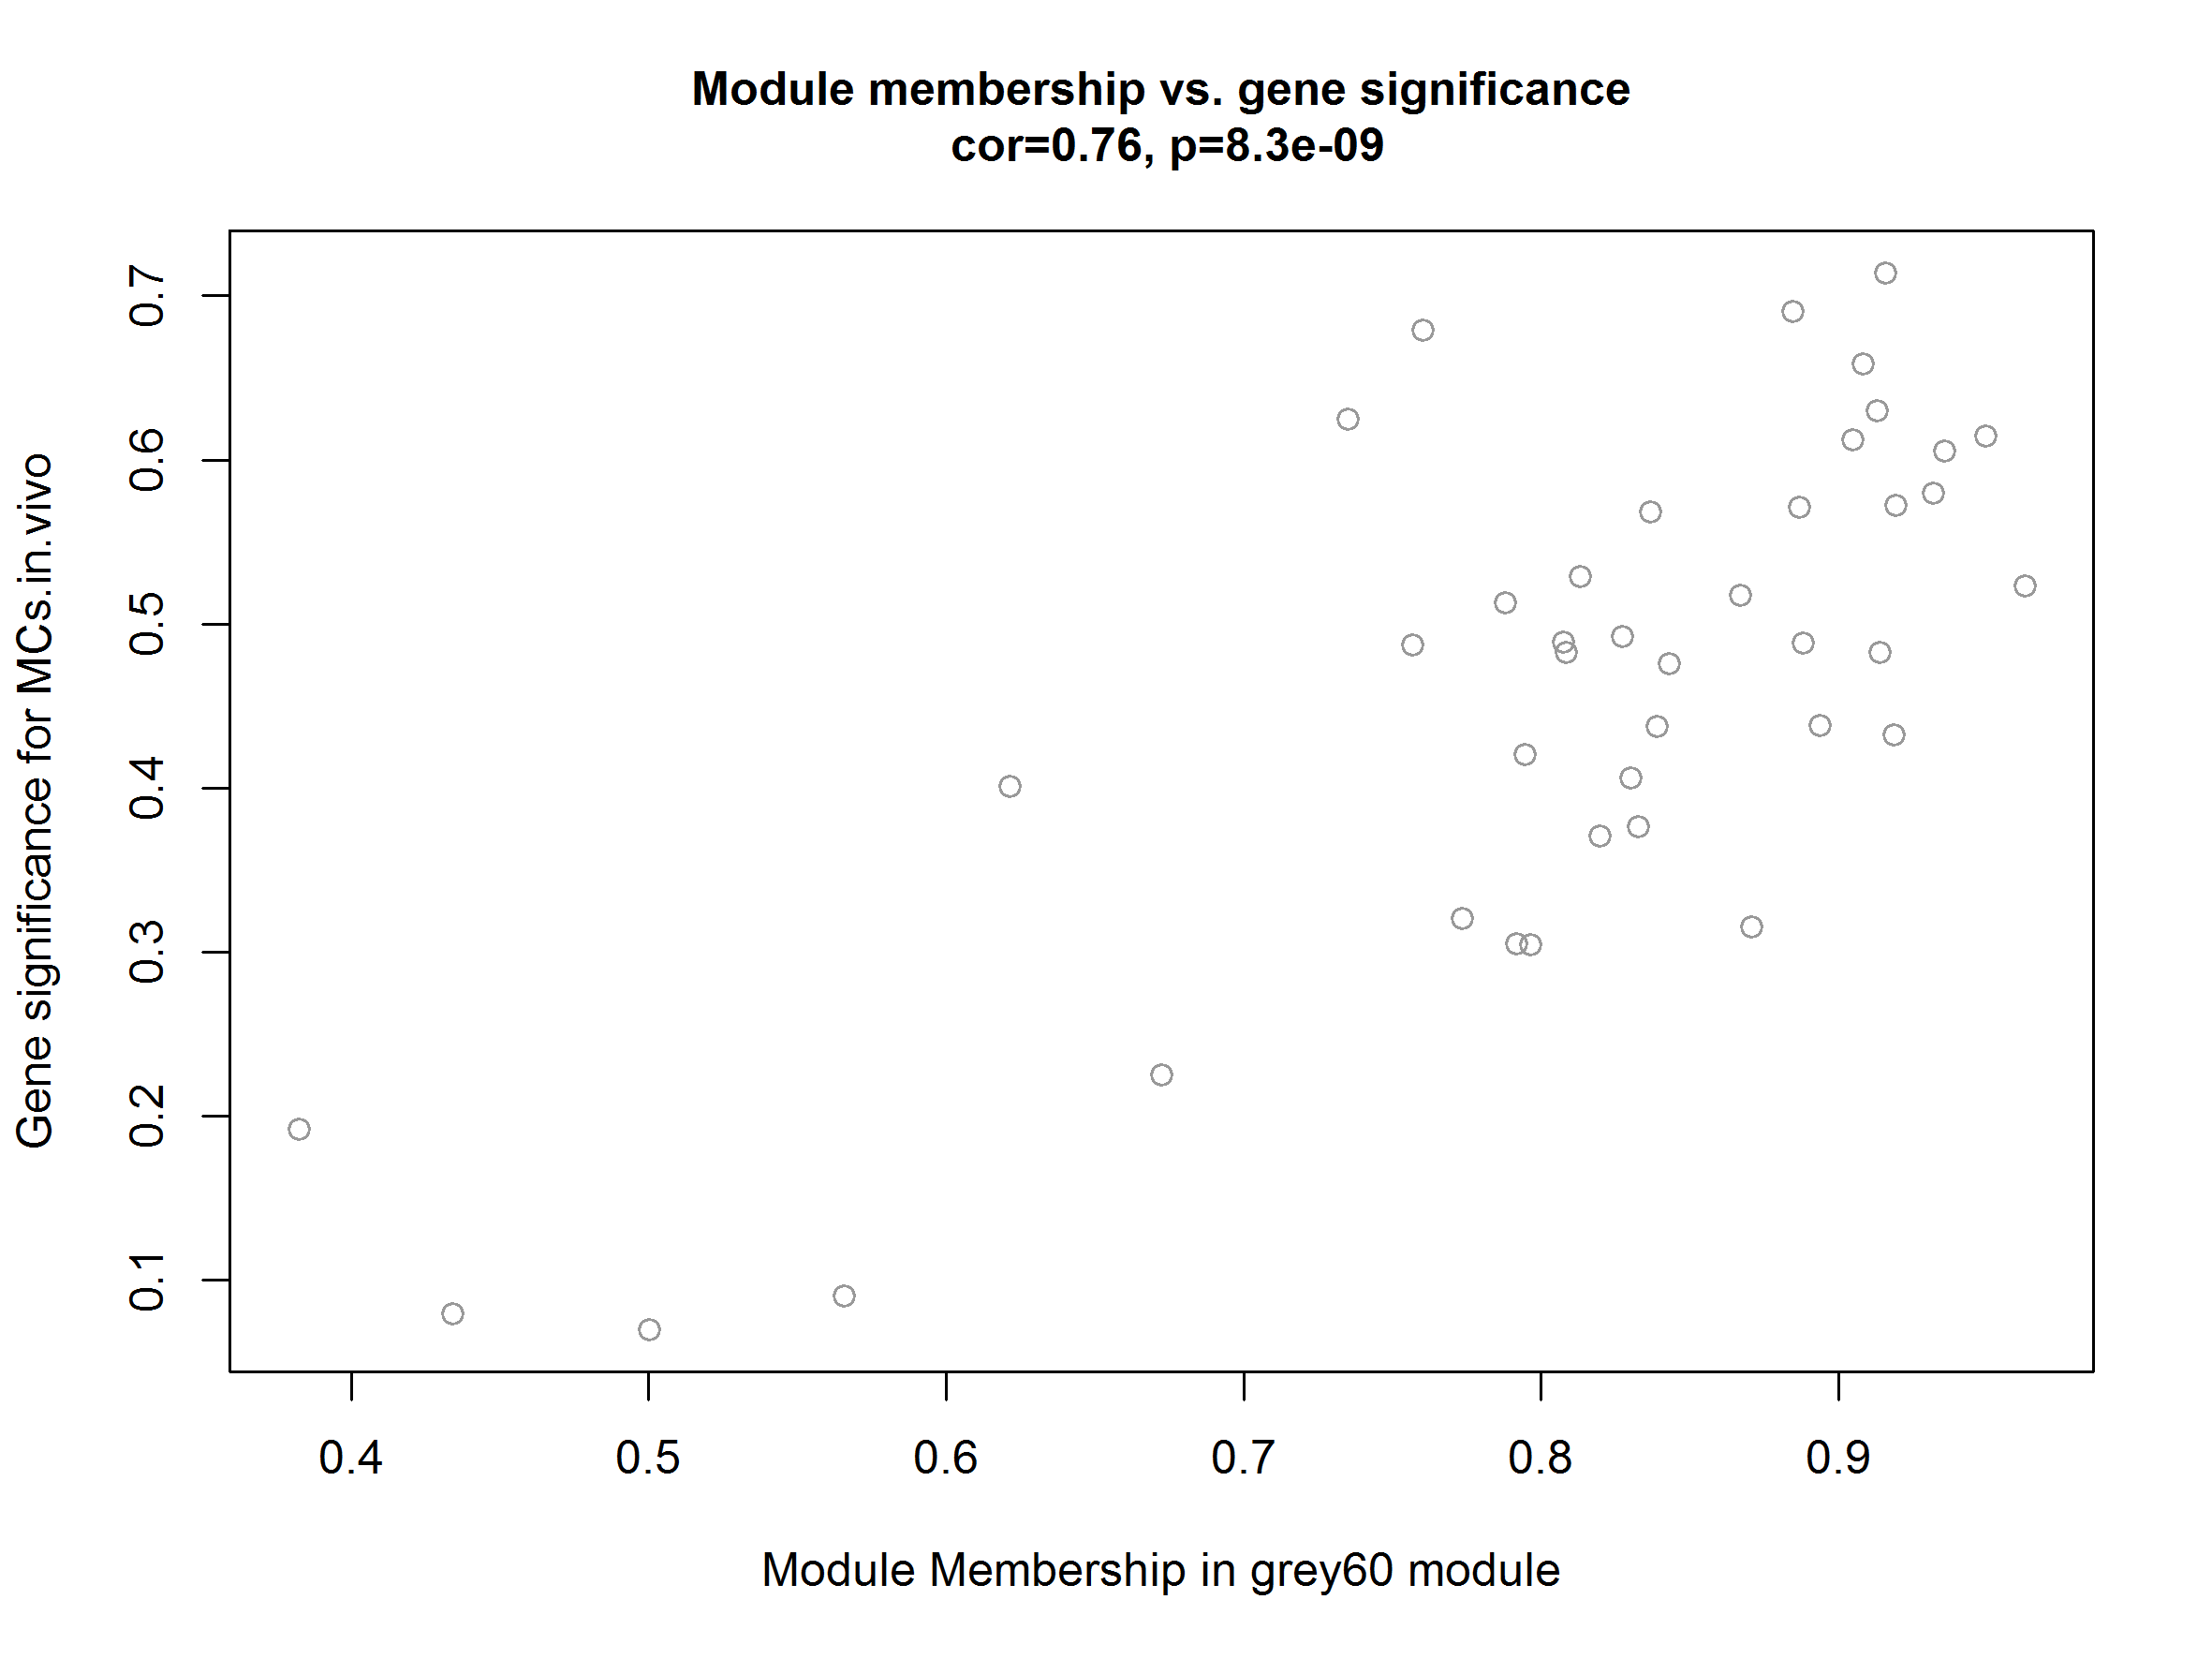 Module membership vs. gene significance
cor=0.76, p=8.3e-09
Gene significance for MCs.in.vivo
0.7
0.6
0.5
0.4
0.3
0.2
0.1
0.4 0.5 0.6 0.7 0.8 0.9
Module Membership in grey60 module